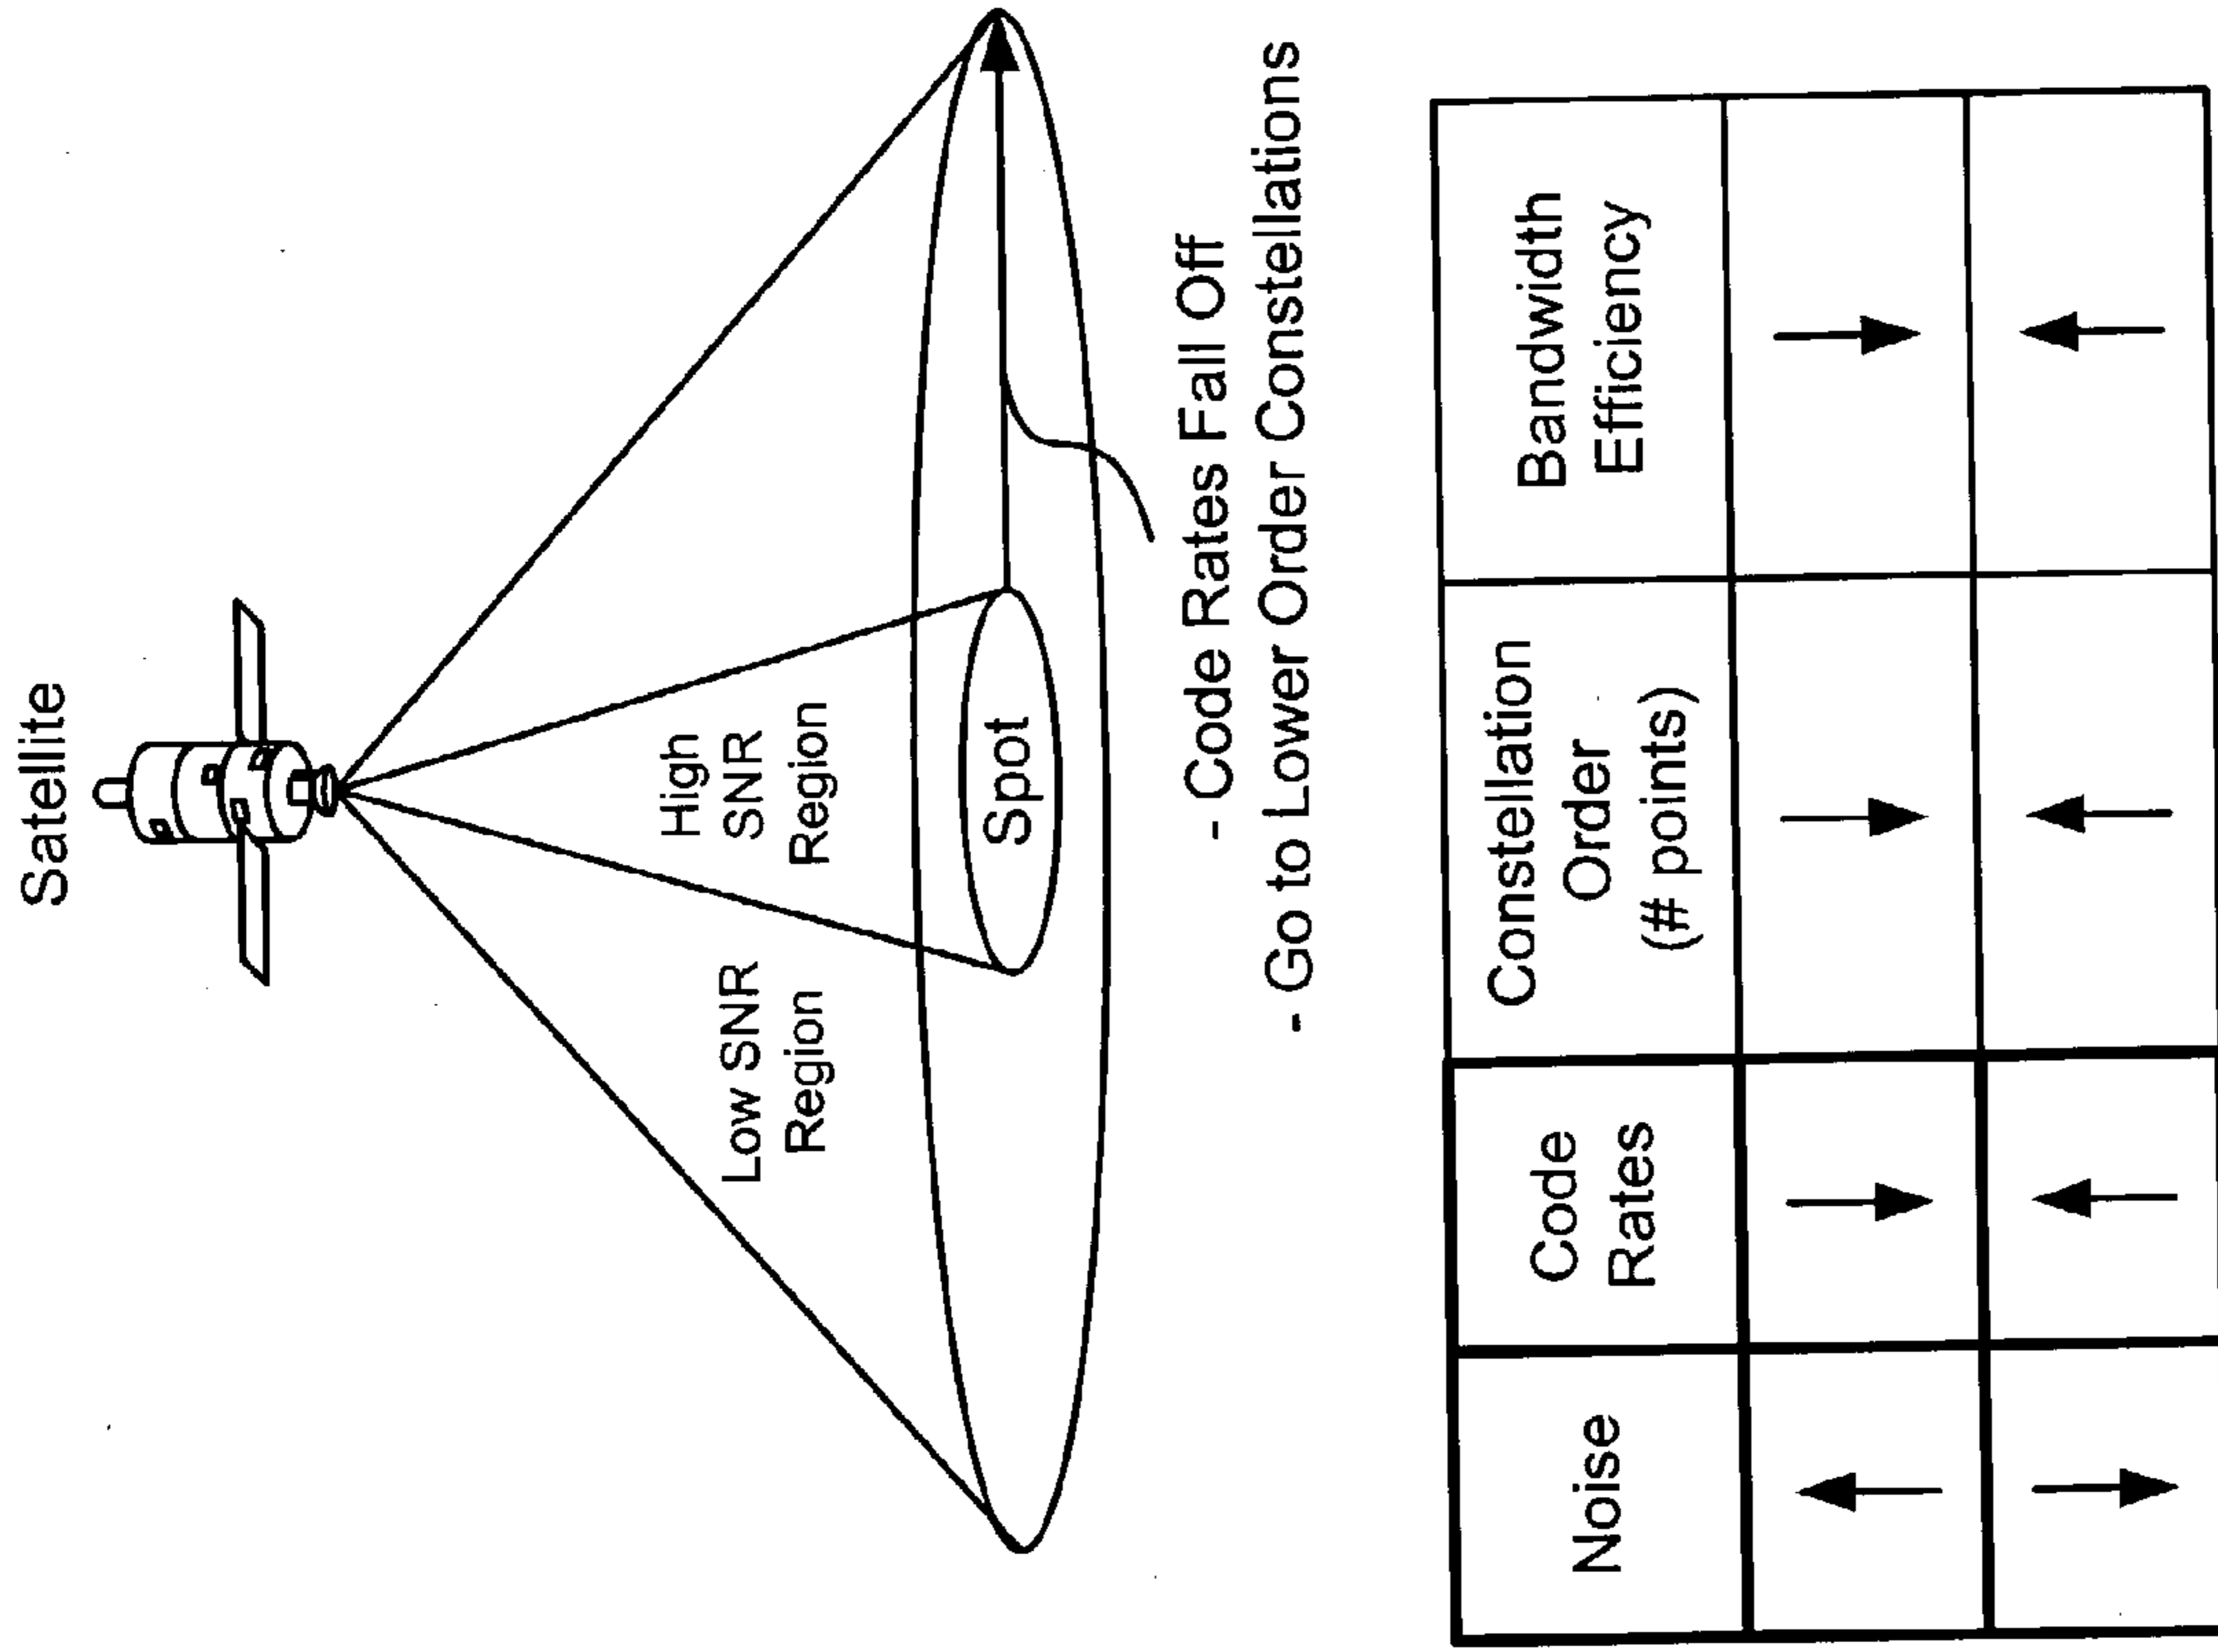 Satellite
Low SNR
Region
High
SNR
Region
Spot
- Code Rates Fall Off
- Go to Lower Order Constellations
Noise
Code
Rates
Constellation
Order
(# points)
Bandwidth
Efficiency